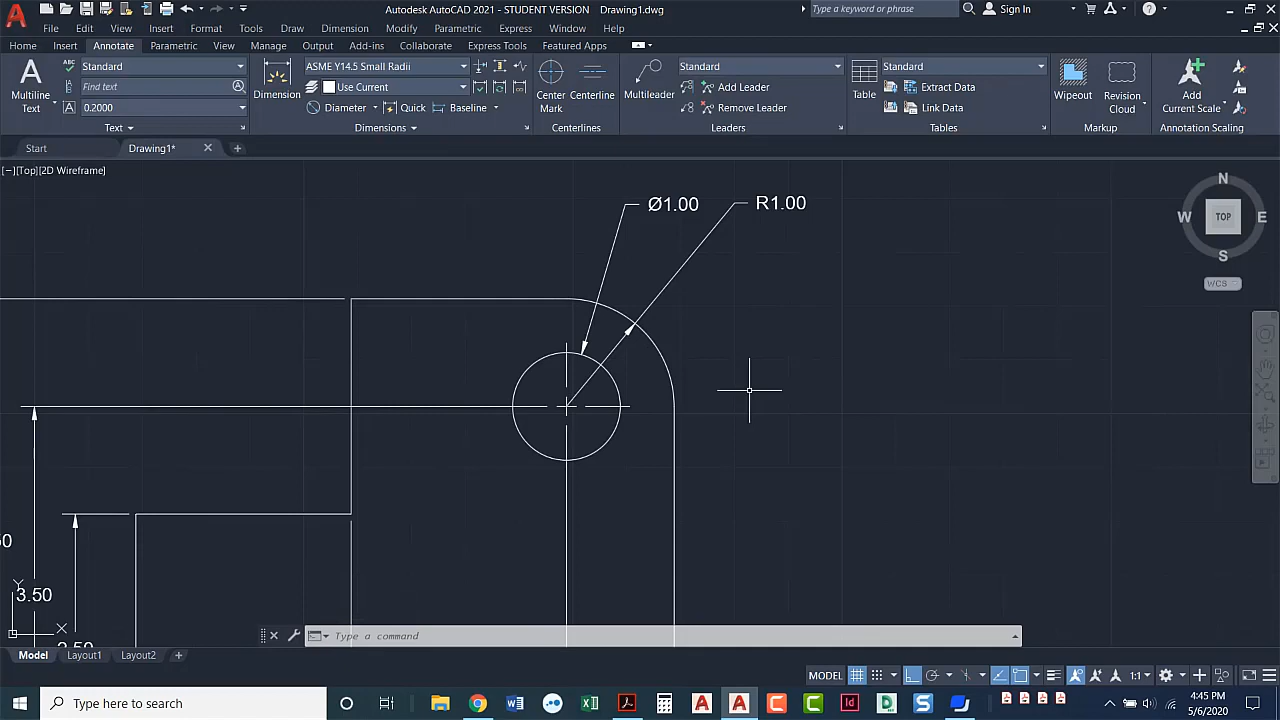 Autodesk AutoCAD 2021 - STUDENT VERSION Drawing1.dwg Type a keyword or phrase Sign In
File Edit View Insert Format Tools Draw Dimension Modify Parametric Express Window Help
Home Insert Annotate Parametric View Manage Output Add-ins Collaborate Express Tools Featured Apps
Standard ASME Y14.5 Small Radii Standard Standard
Find text Use Current Add Leader Extract Data
Multiline Text Dimension Center Mark Centerline Multileader Table Wipeout Revision Cloud Add Current Scale
0.2000 Diameter Quick Baseline Remove Leader Link Data
Text Dimensions Centerlines Leaders Tables Markup Annotation Scaling
Start Drawing1*
[−][Top][2D Wireframe]
N
W TOP E
S
WCS
Ø1.00 R1.00
Y
3.50
X
Type a command
Model Layout1 Layout2
MODEL 1:1
Type here to search
4:45 PM
5/6/2020